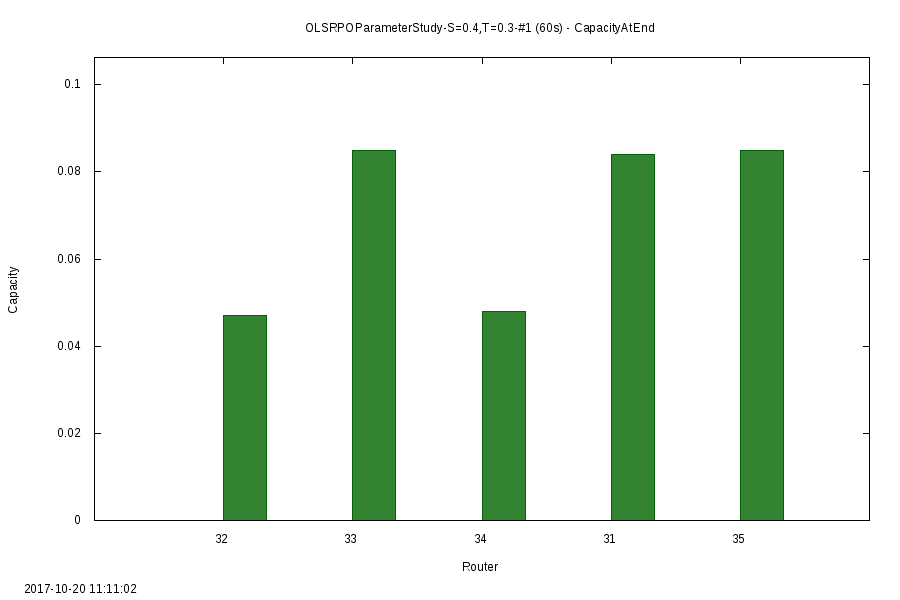 OLSRPOParameterStudy-S=0.4,T=0.3-#1 (60s) - CapacityAtEnd
0.1
0.08
0.06
0.04
0.02
0
Capacity
32 33 34 31 35
Router
2017-10-20 11:11:02